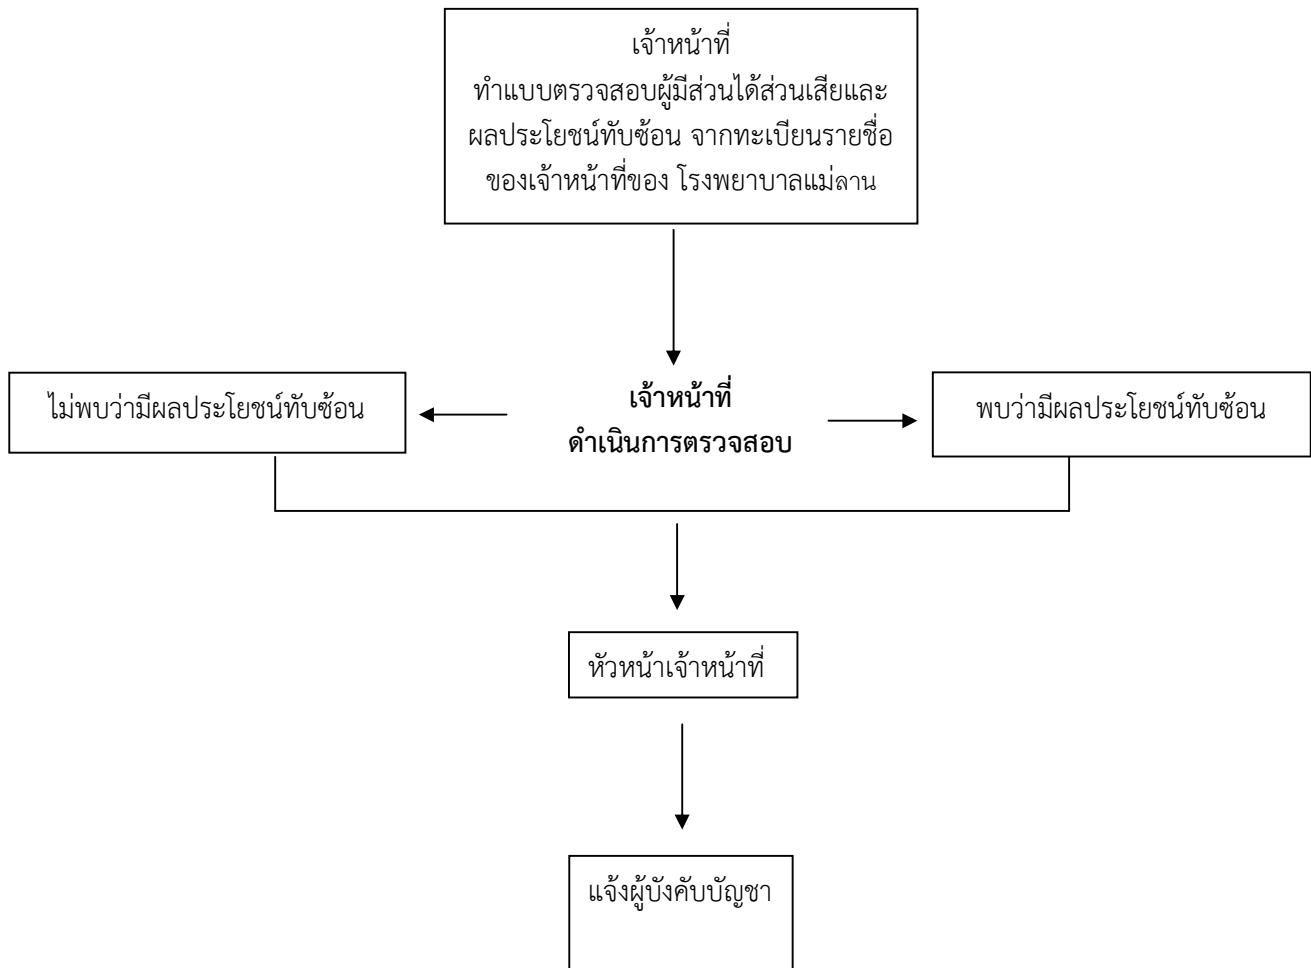 เจ้าหน้าที่
ทำแบบตรวจสอบผู้มีส่วนได้ส่วนเสียและ
ผลประโยชน์ทับซ้อน จากทะเบียนรายชื่อ
ของเจ้าหน้าที่ของ โรงพยาบาลแม่ลาน
ไม่พบว่ามีผลประโยชน์ทับซ้อน
เจ้าหน้าที่
ดำเนินการตรวจสอบ
พบว่ามีผลประโยชน์ทับซ้อน
หัวหน้าเจ้าหน้าที่
แจ้งผู้บังคับบัญชา